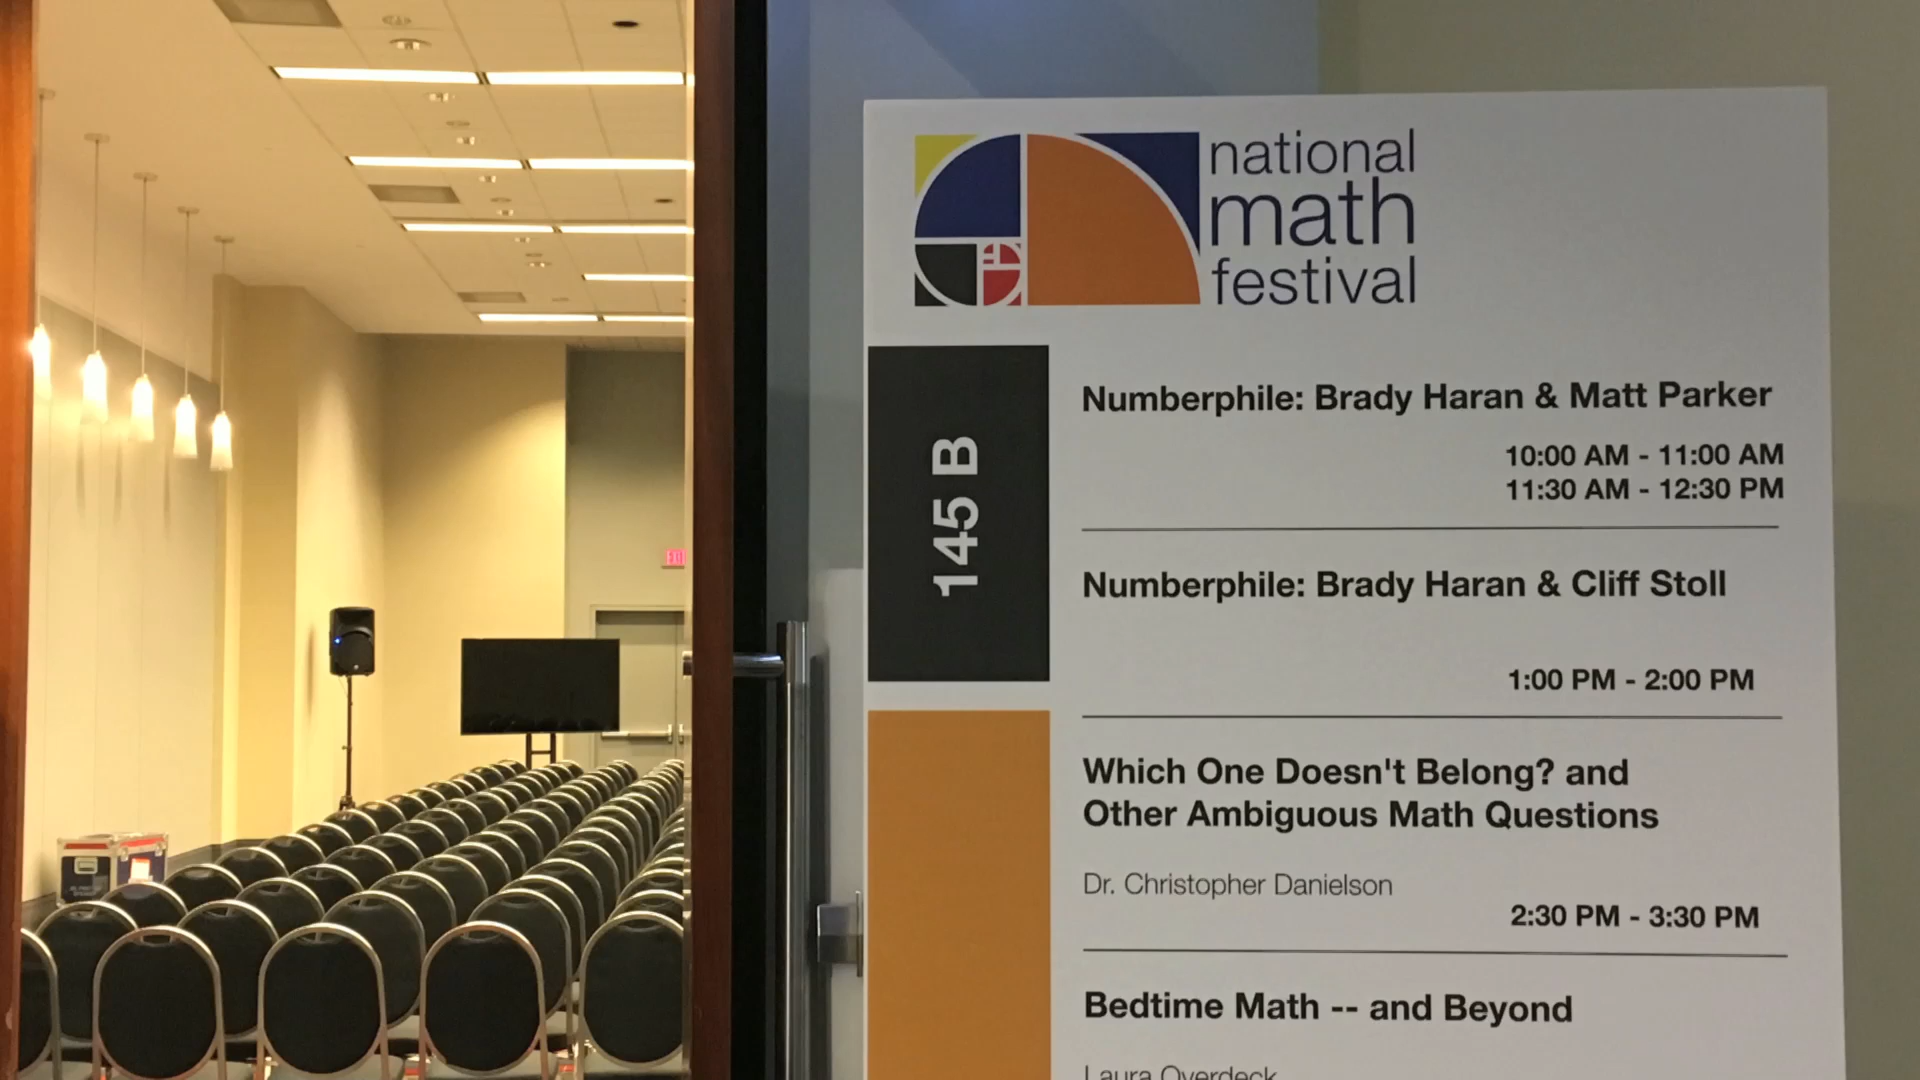 national
math
festival
145 B
Numberphile: Brady Haran & Matt Parker
10:00 AM - 11:00 AM
11:30 AM - 12:30 PM
Numberphile: Brady Haran & Cliff Stoll
1:00 PM - 2:00 PM
Which One Doesn't Belong? and
Other Ambiguous Math Questions
Dr. Christopher Danielson
2:30 PM - 3:30 PM
Bedtime Math -- and Beyond
Laura Overdeck
EXIT